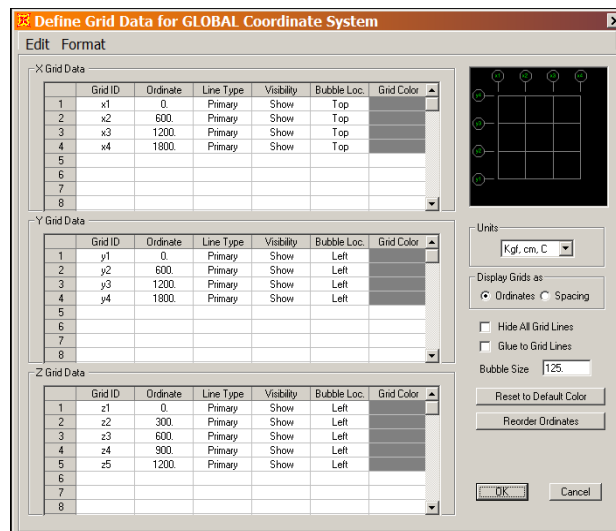 Define Grid Data for GLOBAL Coordinate System
Edit Format
X Grid Data
Grid ID Ordinate Line Type Visibility Bubble Loc. Grid Color
1 x1 0. Primary Show Top
2 x2 600. Primary Show Top
3 x3 1200. Primary Show Top
4 x4 1800. Primary Show Top
5
6
7
8
Y Grid Data
Grid ID Ordinate Line Type Visibility Bubble Loc. Grid Color
1 y1 0. Primary Show Left
2 y2 600. Primary Show Left
3 y3 1200. Primary Show Left
4 y4 1800. Primary Show Left
5
6
7
8
Z Grid Data
Grid ID Ordinate Line Type Visibility Bubble Loc. Grid Color
1 z1 0. Primary Show Left
2 z2 300. Primary Show Left
3 z3 600. Primary Show Left
4 z4 900. Primary Show Left
5 z5 1200. Primary Show Left
6
7
8
x1 x2 x3 x4
y4
y3
y2
y1
Units
Kgf, cm, C
Display Grids as
Ordinates Spacing
Hide All Grid Lines
Glue to Grid Lines
Bubble Size 125.
Reset to Default Color
Reorder Ordinates
OK Cancel